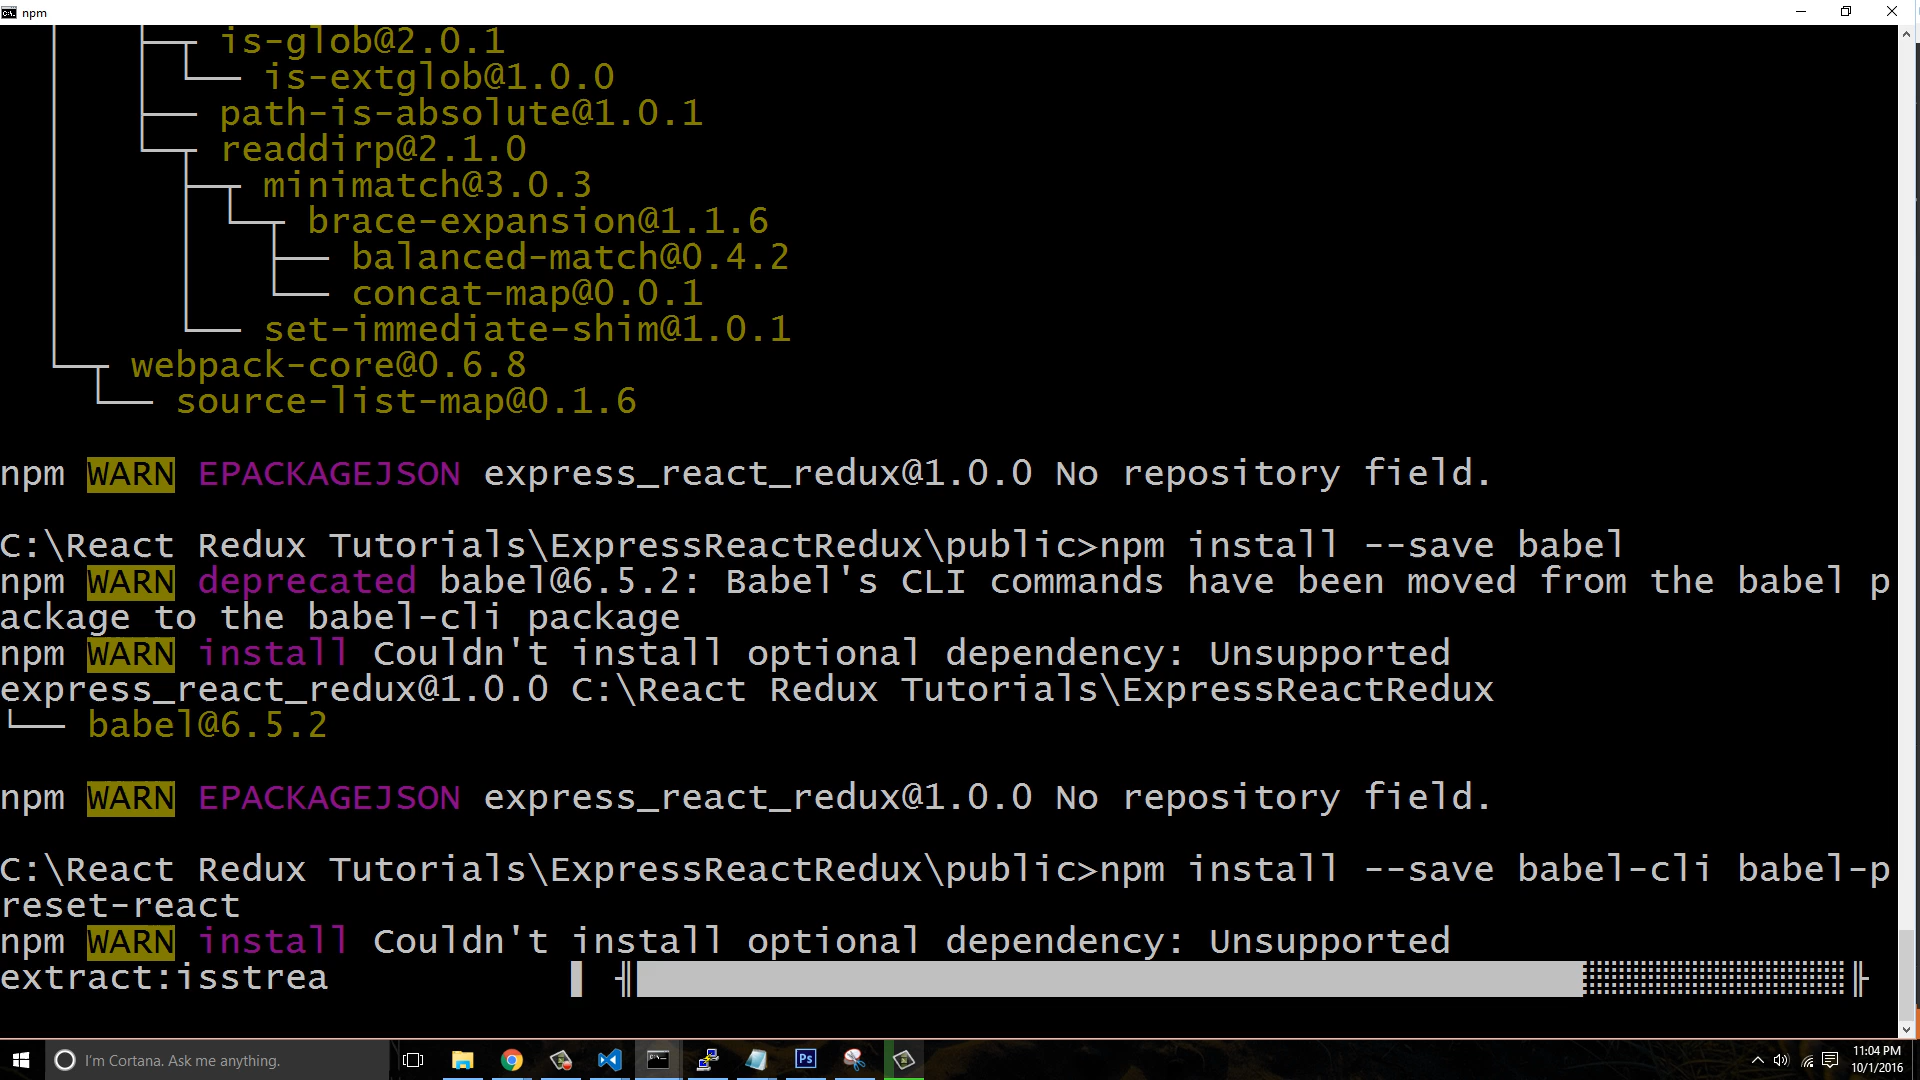 npm
is-glob@2.0.1
is-extglob@1.0.0
path-is-absolute@1.0.1
readdirp@2.1.0
minimatch@3.0.3
brace-expansion@1.1.6
balanced-match@0.4.2
concat-map@0.0.1
set-immediate-shim@1.0.1
webpack-core@0.6.8
source-list-map@0.1.6
npm WARN EPACKAGEJSON express_react_redux@1.0.0 No repository field.
C:\React Redux Tutorials\ExpressReactRedux\public>npm install --save babel
npm WARN deprecated babel@6.5.2: Babel's CLI commands have been moved from the babel p
ackage to the babel-cli package
npm WARN install Couldn't install optional dependency: Unsupported
express_react_redux@1.0.0 C:\React Redux Tutorials\ExpressReactRedux
babel@6.5.2
npm WARN EPACKAGEJSON express_react_redux@1.0.0 No repository field.
C:\React Redux Tutorials\ExpressReactRedux\public>npm install --save babel-cli babel-p
reset-react
npm WARN install Couldn't install optional dependency: Unsupported
extract:isstrea
I'm Cortana. Ask me anything.
Ps
11:04 PM
10/1/2016